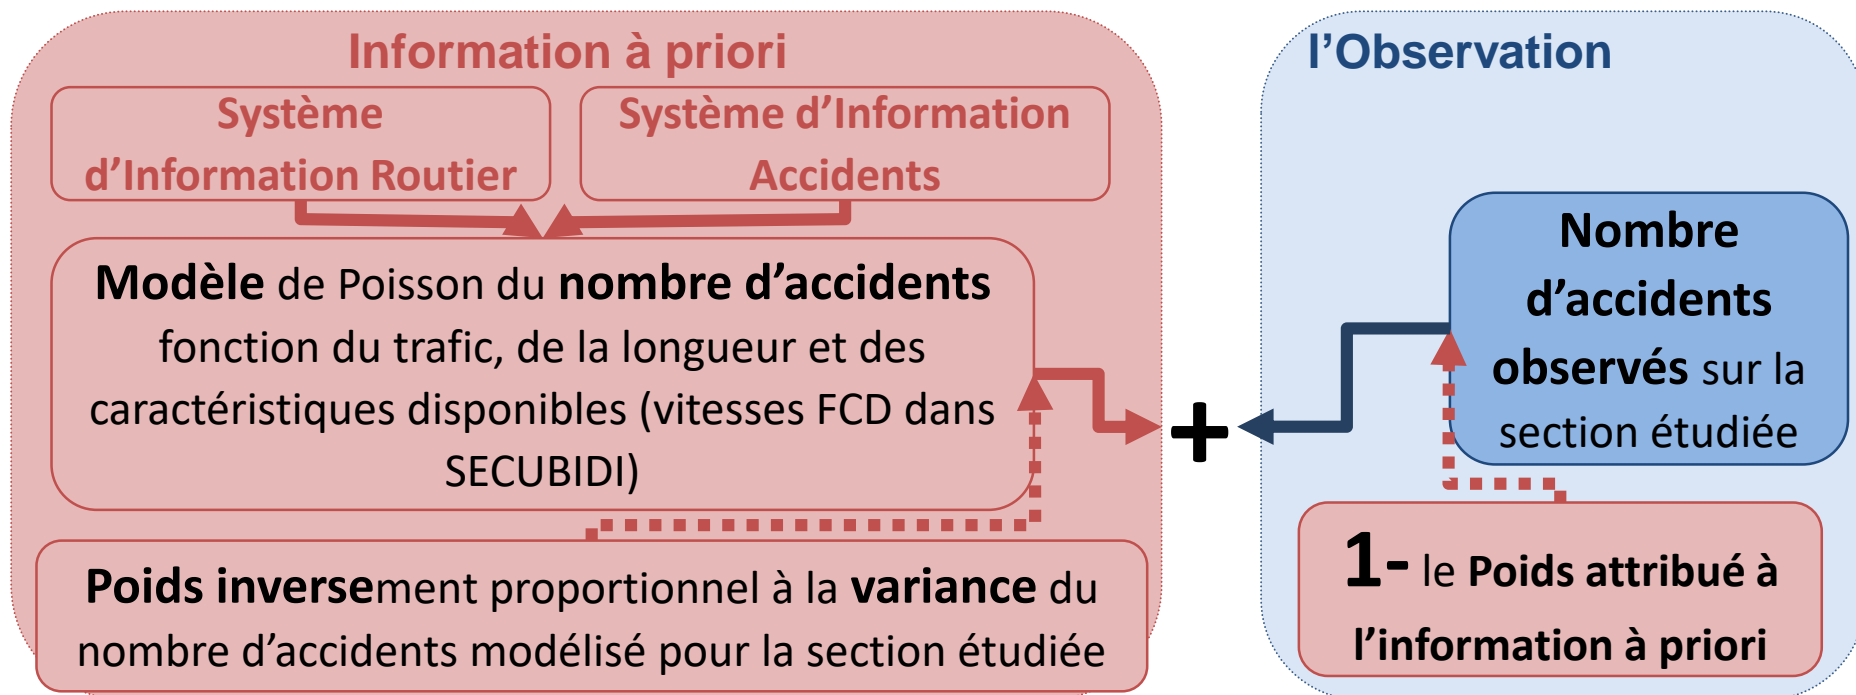 Information à priori
Système
d’Information Routier
Système d’Information
Accidents
Modèle de Poisson du nombre d’accidents
fonction du trafic, de la longueur et des
caractéristiques disponibles (vitesses FCD dans
SECUBIDI)
Poids inversement proportionnel à la variance du
nombre d’accidents modélisé pour la section étudiée
+
l’Observation
Nombre
d’accidents
observés sur la
section étudiée
1- le Poids attribué à
l’information à priori